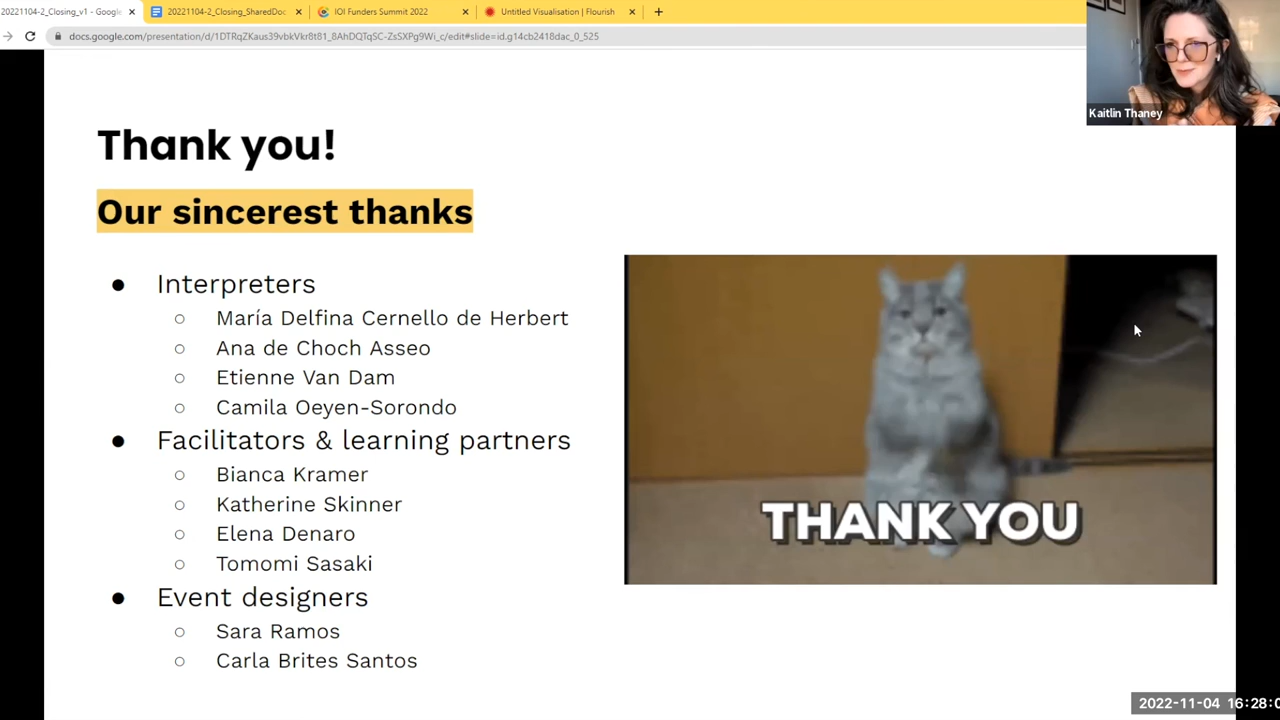 20221104-2_Closing_v1 - Google
20221104-2_Closing_SharedDoc
IOI Funders Summit 2022
Untitled Visualisation | Flourish
docs.google.com/presentation/d/1DTRqZKaus39vbkVkr8t81_8AhDQTqSC-ZsSXPg9Wi_c/edit#slide=id.g14cb2418dac_0_525
Kaitlin Thaney
Thank you!
Our sincerest thanks
● Interpreters
○ María Delfina Cernello de Herbert
○ Ana de Choch Asseo
○ Etienne Van Dam
○ Camila Oeyen-Sorondo
● Facilitators & learning partners
○ Bianca Kramer
○ Katherine Skinner
○ Elena Denaro
○ Tomomi Sasaki
● Event designers
○ Sara Ramos
○ Carla Brites Santos
THANK YOU
2022-11-04 16:28:0